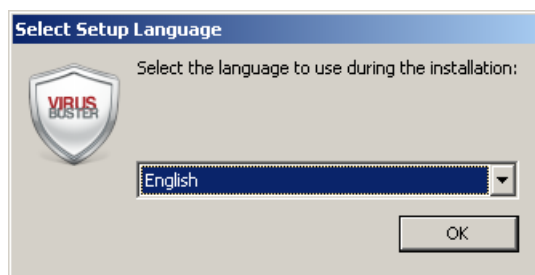 Select Setup Language
Select the language to use during the installation:
VIRUS
BUSTER
English
OK